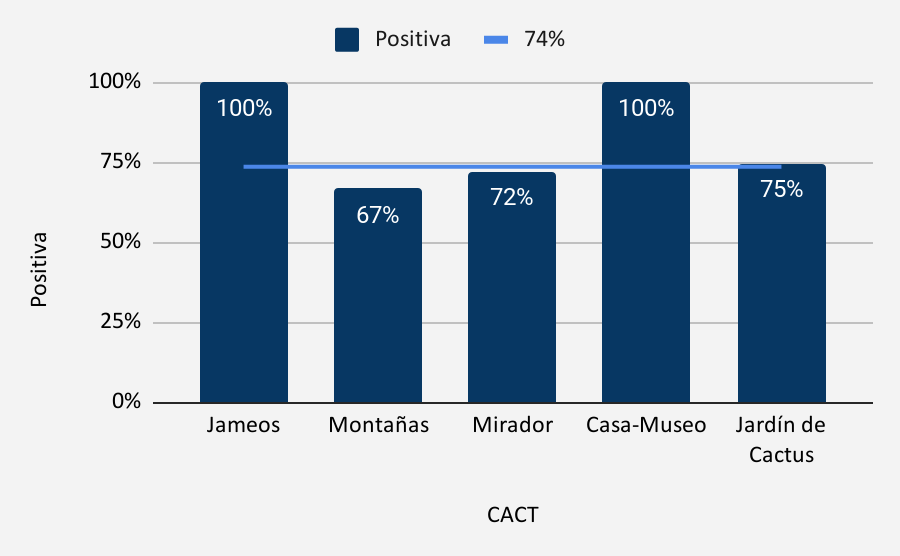 Positiva 74%
100%
75%
50%
25%
0%
Positiva
100%
67%
72%
100%
75%
Jameos Montañas Mirador Casa-Museo Jardín de
Cactus
CACT